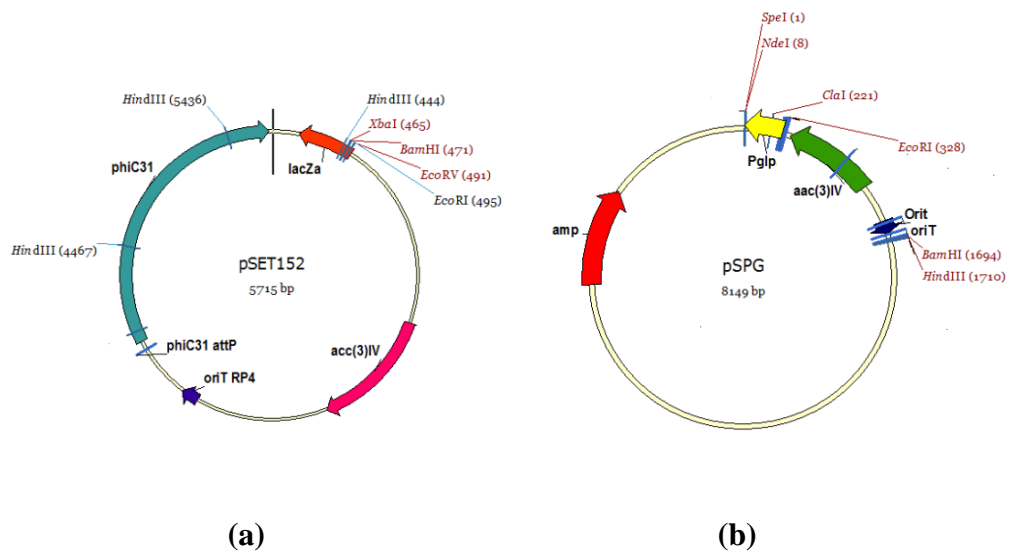 HindIII (5436)
HindIII (444)
XbaI (465)
BamHI (471)
EcoRV (491)
EcoRI (495)
phiC31
lacZa
HindIII (4467)
pSET152
5715 bp
phiC31 attP
acc(3)IV
oriT RP4
(a)
SpeI (1)
NdeI (8)
ClaI (221)
EcoRI (328)
Pglp
aac(3)IV
Orit
oriT
BamHI (1694)
HindIII (1710)
amp
pSPG
8149 bp
(b)